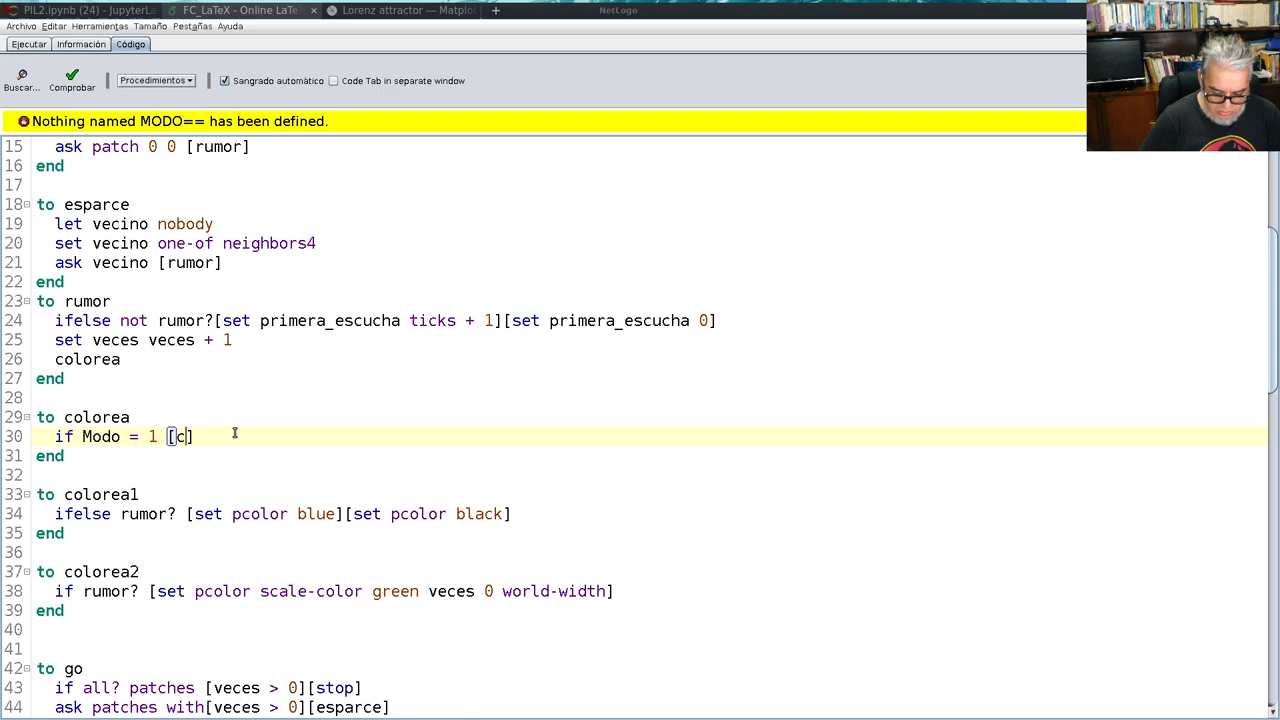 PIL2.ipynb (24) - JupyterLa
FC_LaTeX - Online LaTe
Lorenz attractor — Matplot
NetLogo
Archivo Editar Herramientas Tamaño Pestañas Ayuda
Ejecutar Información Código
Buscar... Comprobar Procedimientos Sangrado automático Code Tab in separate window
Nothing named MODO== has been defined.
15 ask patch 0 0 [rumor]
16 end
17
18 to esparce
19 let vecino nobody
20 set vecino one-of neighbors4
21 ask vecino [rumor]
22 end
23 to rumor
24 ifelse not rumor?[set primera_escucha ticks + 1][set primera_escucha 0]
25 set veces veces + 1
26 colorea
27 end
28
29 to colorea
30 if Modo = 1 [c]
31 end
32
33 to colorea1
34 ifelse rumor? [set pcolor blue][set pcolor black]
35 end
36
37 to colorea2
38 if rumor? [set pcolor scale-color green veces 0 world-width]
39 end
40
41
42 to go
43 if all? patches [veces > 0][stop]
44 ask patches with[veces > 0][esparce]